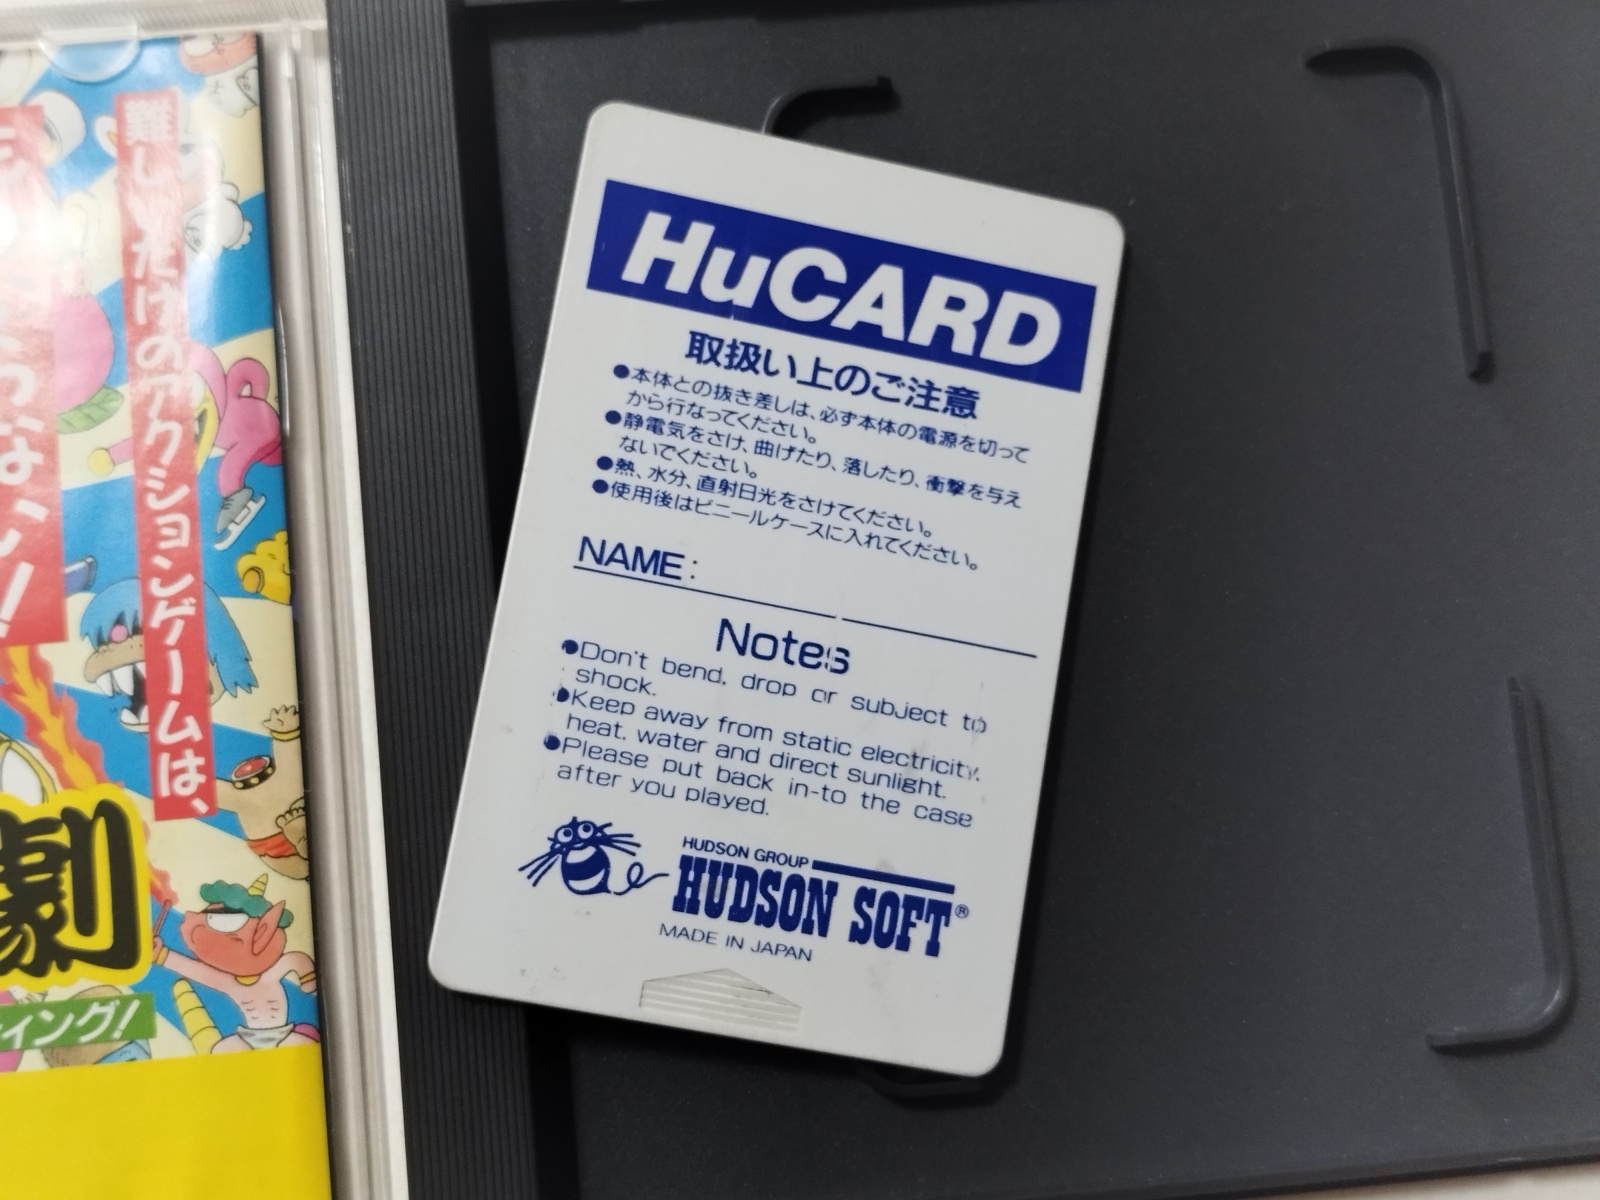 難しいだけのアクションゲームは、
つない!
劇
ィング!
HuCARD
取扱い上のご注意
●本体との抜き差しは、必ず本体の電源を切って
から行なってください。
●静電気をさけ、曲げたり、落したり、衝撃を与え
ないでください。
●熱、水分、直射日光をさけてください。
●使用後はビニールケースに入れてください。
NAME:
Notes
●Don't bend, drop or subject to
shock.
●Keep away from static electricity,
heat, water and direct sunlight.
●Please put back in-to the case
after you played.
HUDSON GROUP
HUDSON SOFT®
MADE IN JAPAN